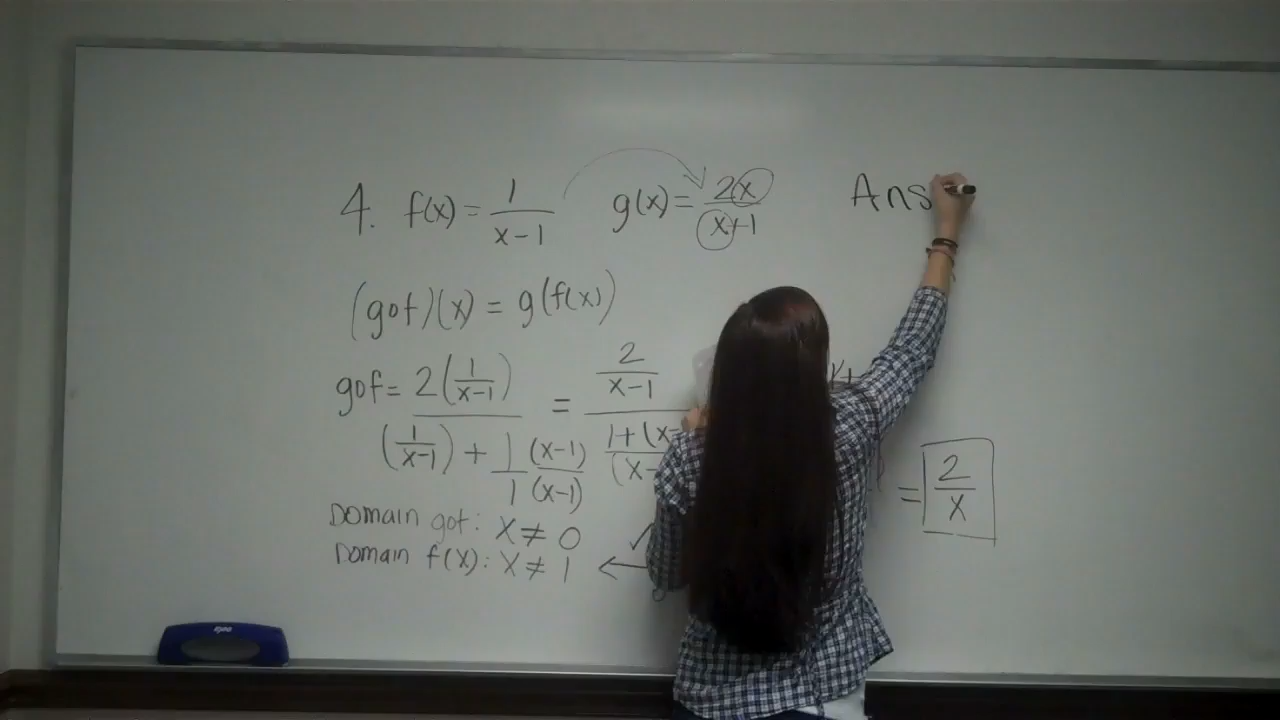 4. f(x) = 1/(x-1) g(x) = 2x/(x+1) Ans
(gof)(x) = g(f(x))
gof = 2(1/(x-1)) / ((1/(x-1)) + 1/1 (x-1)/(x-1)) = (2/(x-1)) / ((1+(x- / (x-
= 2/x
Domain gof: x ≠ 0
Domain f(x): x ≠ 1 ←
expo